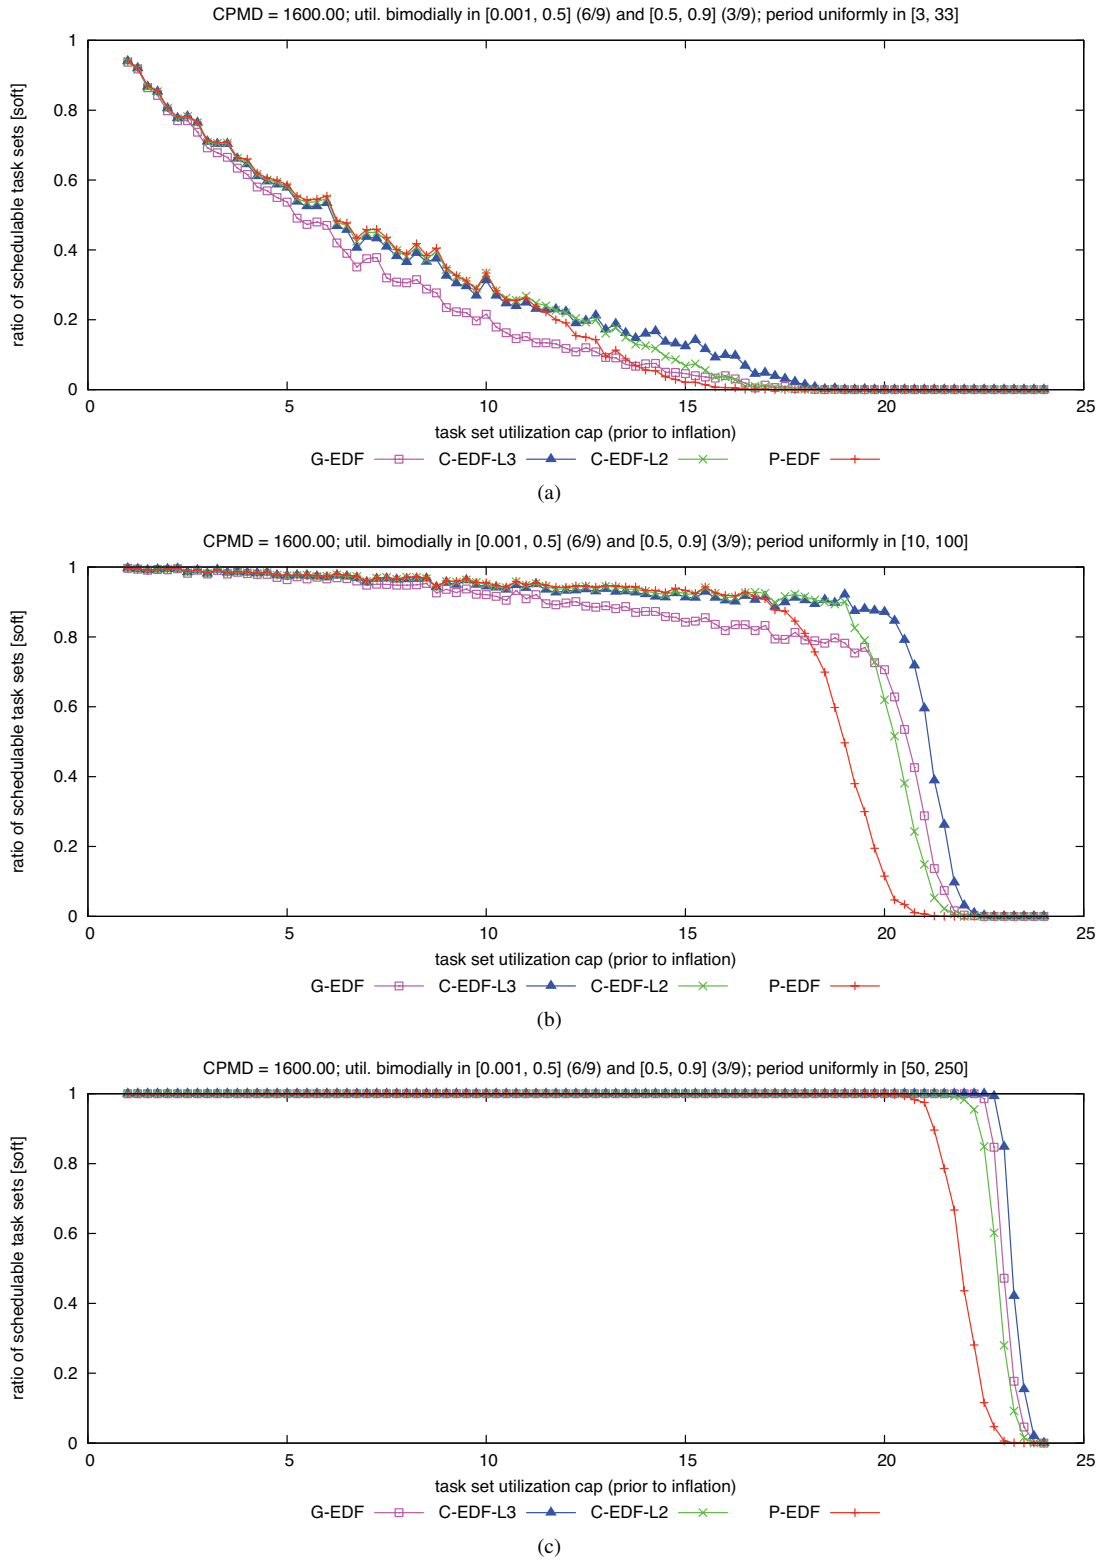 CPMD = 1600.00; util. bimodially in [0.001, 0.5] (6/9) and [0.5, 0.9] (3/9); period uniformly in [3, 33]
1
0.8
0.6
0.4
0.2
0
ratio of schedulable task sets [soft]
0 5 10 15 20 25
task set utilization cap (prior to inflation)
G-EDF C-EDF-L3 C-EDF-L2 P-EDF
(a)
CPMD = 1600.00; util. bimodially in [0.001, 0.5] (6/9) and [0.5, 0.9] (3/9); period uniformly in [10, 100]
1
0.8
0.6
0.4
0.2
0
ratio of schedulable task sets [soft]
0 5 10 15 20 25
task set utilization cap (prior to inflation)
G-EDF C-EDF-L3 C-EDF-L2 P-EDF
(b)
CPMD = 1600.00; util. bimodially in [0.001, 0.5] (6/9) and [0.5, 0.9] (3/9); period uniformly in [50, 250]
1
0.8
0.6
0.4
0.2
0
ratio of schedulable task sets [soft]
0 5 10 15 20 25
task set utilization cap (prior to inflation)
G-EDF C-EDF-L3 C-EDF-L2 P-EDF
(c)